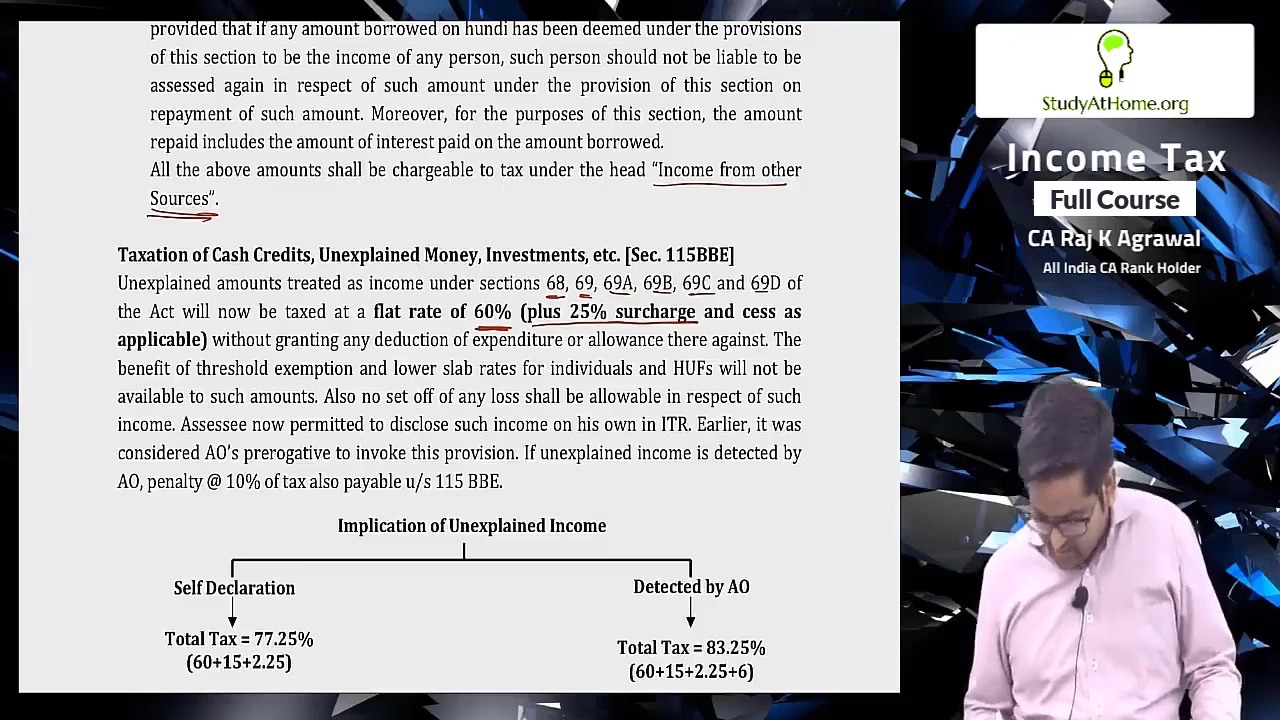 provided that if any amount borrowed on hundi has been deemed under the provisions
of this section to be the income of any person, such person should not be liable to be
assessed again in respect of such amount under the provision of this section on
repayment of such amount. Moreover, for the purposes of this section, the amount
repaid includes the amount of interest paid on the amount borrowed.
All the above amounts shall be chargeable to tax under the head “Income from other
Sources”.
Taxation of Cash Credits, Unexplained Money, Investments, etc. [Sec. 115BBE]
Unexplained amounts treated as income under sections 68, 69, 69A, 69B, 69C and 69D of
the Act will now be taxed at a flat rate of 60% (plus 25% surcharge and cess as
applicable) without granting any deduction of expenditure or allowance there against. The
benefit of threshold exemption and lower slab rates for individuals and HUFs will not be
available to such amounts. Also no set off of any loss shall be allowable in respect of such
income. Assessee now permitted to disclose such income on his own in ITR. Earlier, it was
considered AO’s prerogative to invoke this provision. If unexplained income is detected by
AO, penalty @ 10% of tax also payable u/s 115 BBE.
Implication of Unexplained Income
Self Declaration
Total Tax = 77.25%
(60+15+2.25)
Detected by AO
Total Tax = 83.25%
(60+15+2.25+6)
StudyAtHome.org
Income Tax
Full Course
CA Raj K Agrawal
All India CA Rank Holder